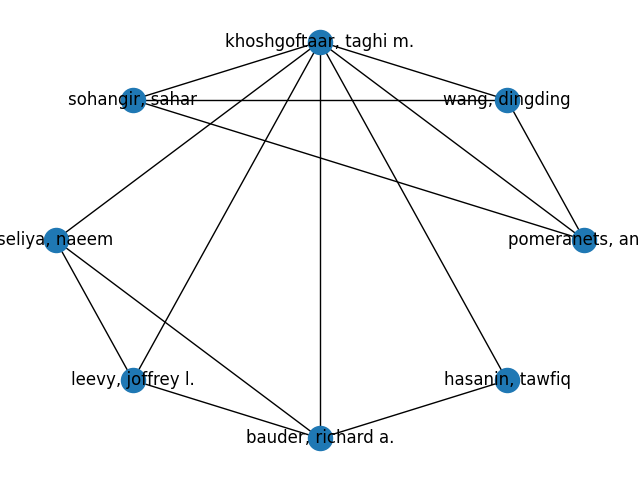 khoshgoftaar, taghi m.
sohangir, sahar
wang, dingding
seliya, naeem
pomeranets, an
leevy, joffrey l.
hasanin, tawfiq
bauder, richard a.